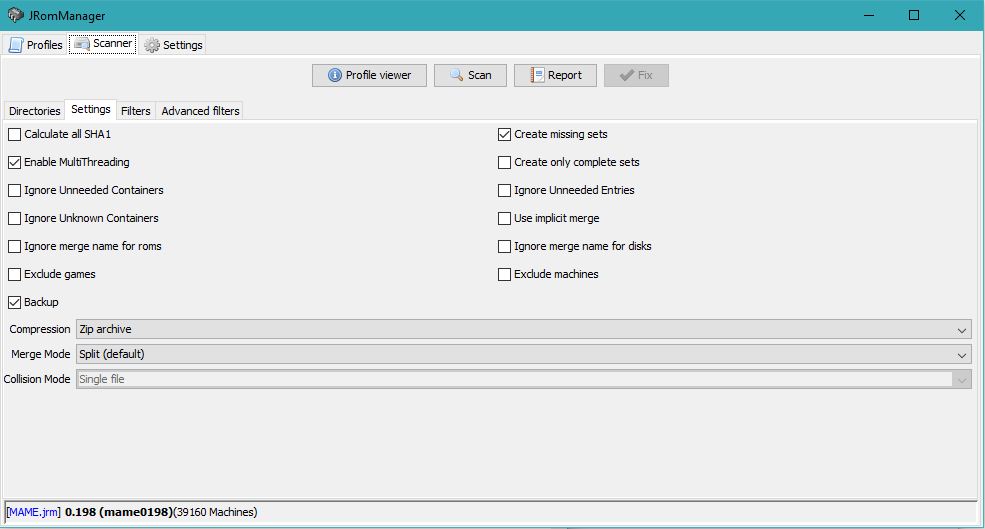 JRomManager
Profiles Scanner Settings
Profile viewer Scan Report Fix
Directories Settings Filters Advanced filters
Calculate all SHA1 Create missing sets
Enable MultiThreading Create only complete sets
Ignore Unneeded Containers Ignore Unneeded Entries
Ignore Unknown Containers Use implicit merge
Ignore merge name for roms Ignore merge name for disks
Exclude games Exclude machines
Backup
Compression Zip archive
Merge Mode Split (default)
Collision Mode Single file
[MAME.jrm] 0.198 (mame0198)(39160 Machines)